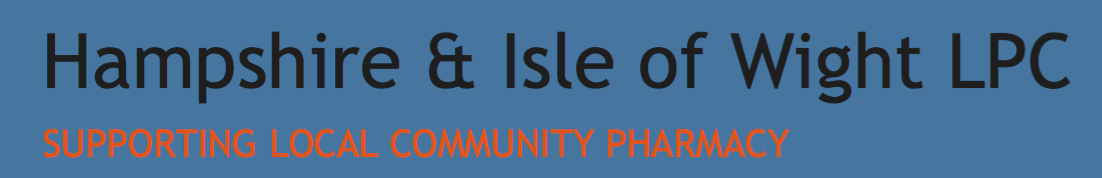 Hampshire & Isle of Wight LPC
SUPPORTING LOCAL COMMUNITY PHARMACY